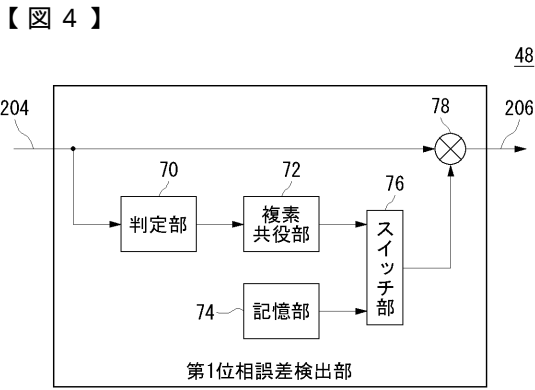 【図４】
48
204
78
206
70
72
76
判定部
複素
共役部
スイッチ部
74
記憶部
第1位相誤差検出部